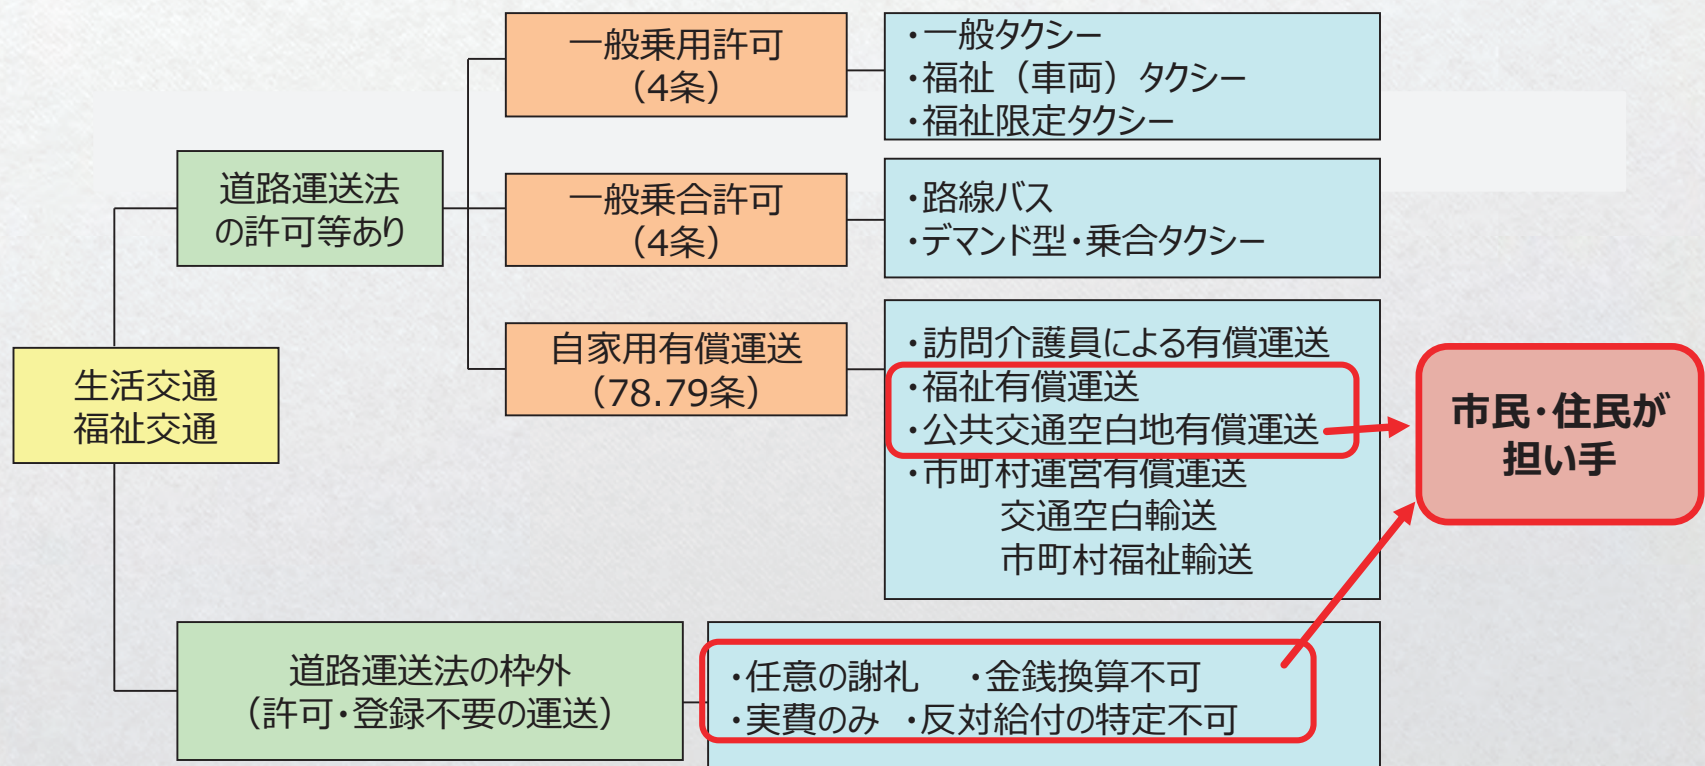 生活交通
福祉交通
道路運送法
の許可等あり
一般乗用許可
(4条)
・一般タクシー
・福祉（車両）タクシー
・福祉限定タクシー
一般乗合許可
(4条)
・路線バス
・デマンド型・乗合タクシー
自家用有償運送
(78.79条)
・訪問介護員による有償運送
・福祉有償運送
・公共交通空白地有償運送
・市町村運営有償運送
交通空白輸送
市町村福祉輸送
市民・住民が
担い手
道路運送法の枠外
（許可・登録不要の運送）
・任意の謝礼　・金銭換算不可
・実費のみ ・反対給付の特定不可